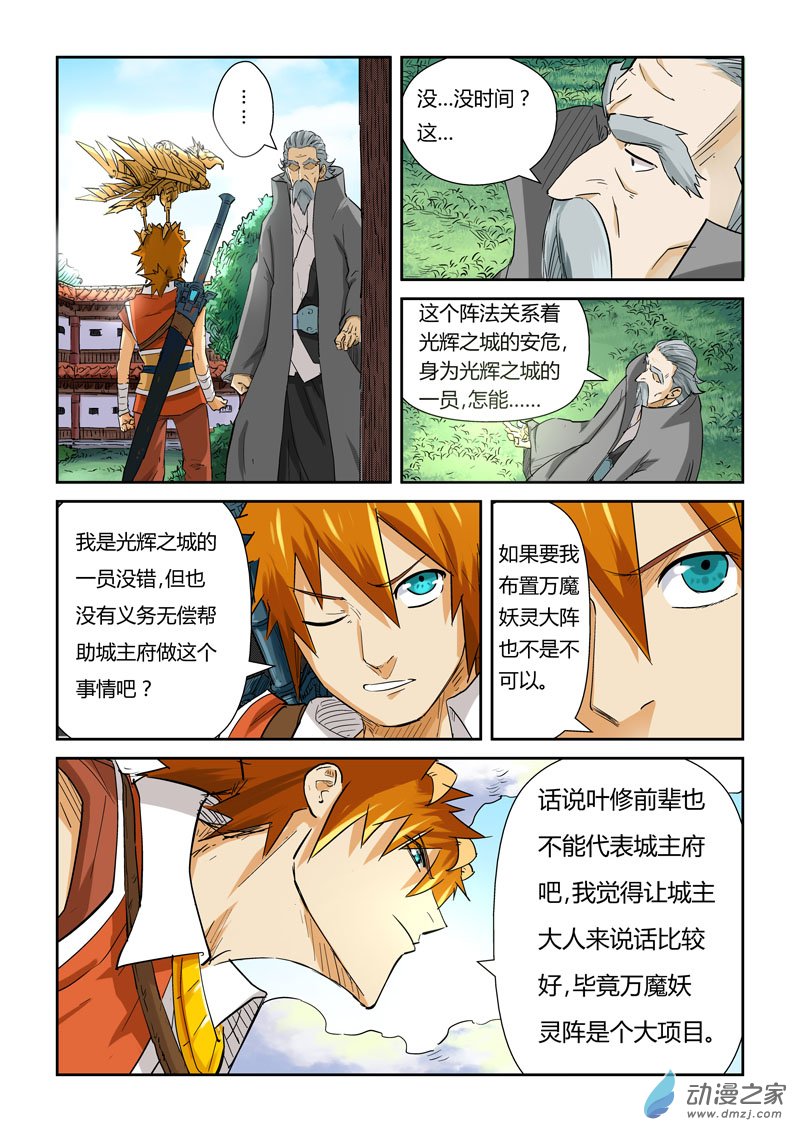 ……
没…没时间？
这…
这个阵法关系着
光辉之城的安危，
身为光辉之城的
一员，怎能……
我是光辉之城的
一员没错，但也
没有义务无偿帮
助城主府做这个
事情吧？
如果要我
布置万魔
妖灵大阵
也不是不
可以。
话说叶修前辈也
不能代表城主府
吧，我觉得让城主
大人来说话比较
好，毕竟万魔妖
灵阵是个大项目。
动漫之家
www.dmzj.com